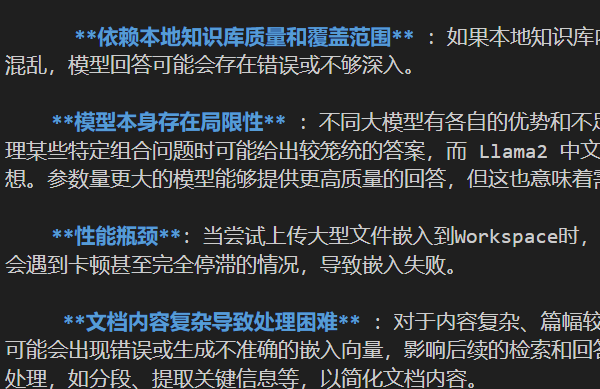 **依赖本地知识库质量和覆盖范围** ：如果本地知识库内
混乱，模型回答可能会存在错误或不够深入。
**模型本身存在局限性** ：不同大模型有各自的优势和不足
理某些特定组合问题时可能给出较笼统的答案，而 Llama2 中文
想。参数量更大的模型能够提供更高质量的回答，但这也意味着需
**性能瓶颈**：当尝试上传大型文件嵌入到Workspace时，
会遇到卡顿甚至完全停滞的情况，导致嵌入失败。
**文档内容复杂导致处理困难** ：对于内容复杂、篇幅较
可能会出现错误或生成不准确的嵌入向量，影响后续的检索和回答
处理，如分段、提取关键信息等，以简化文档内容。